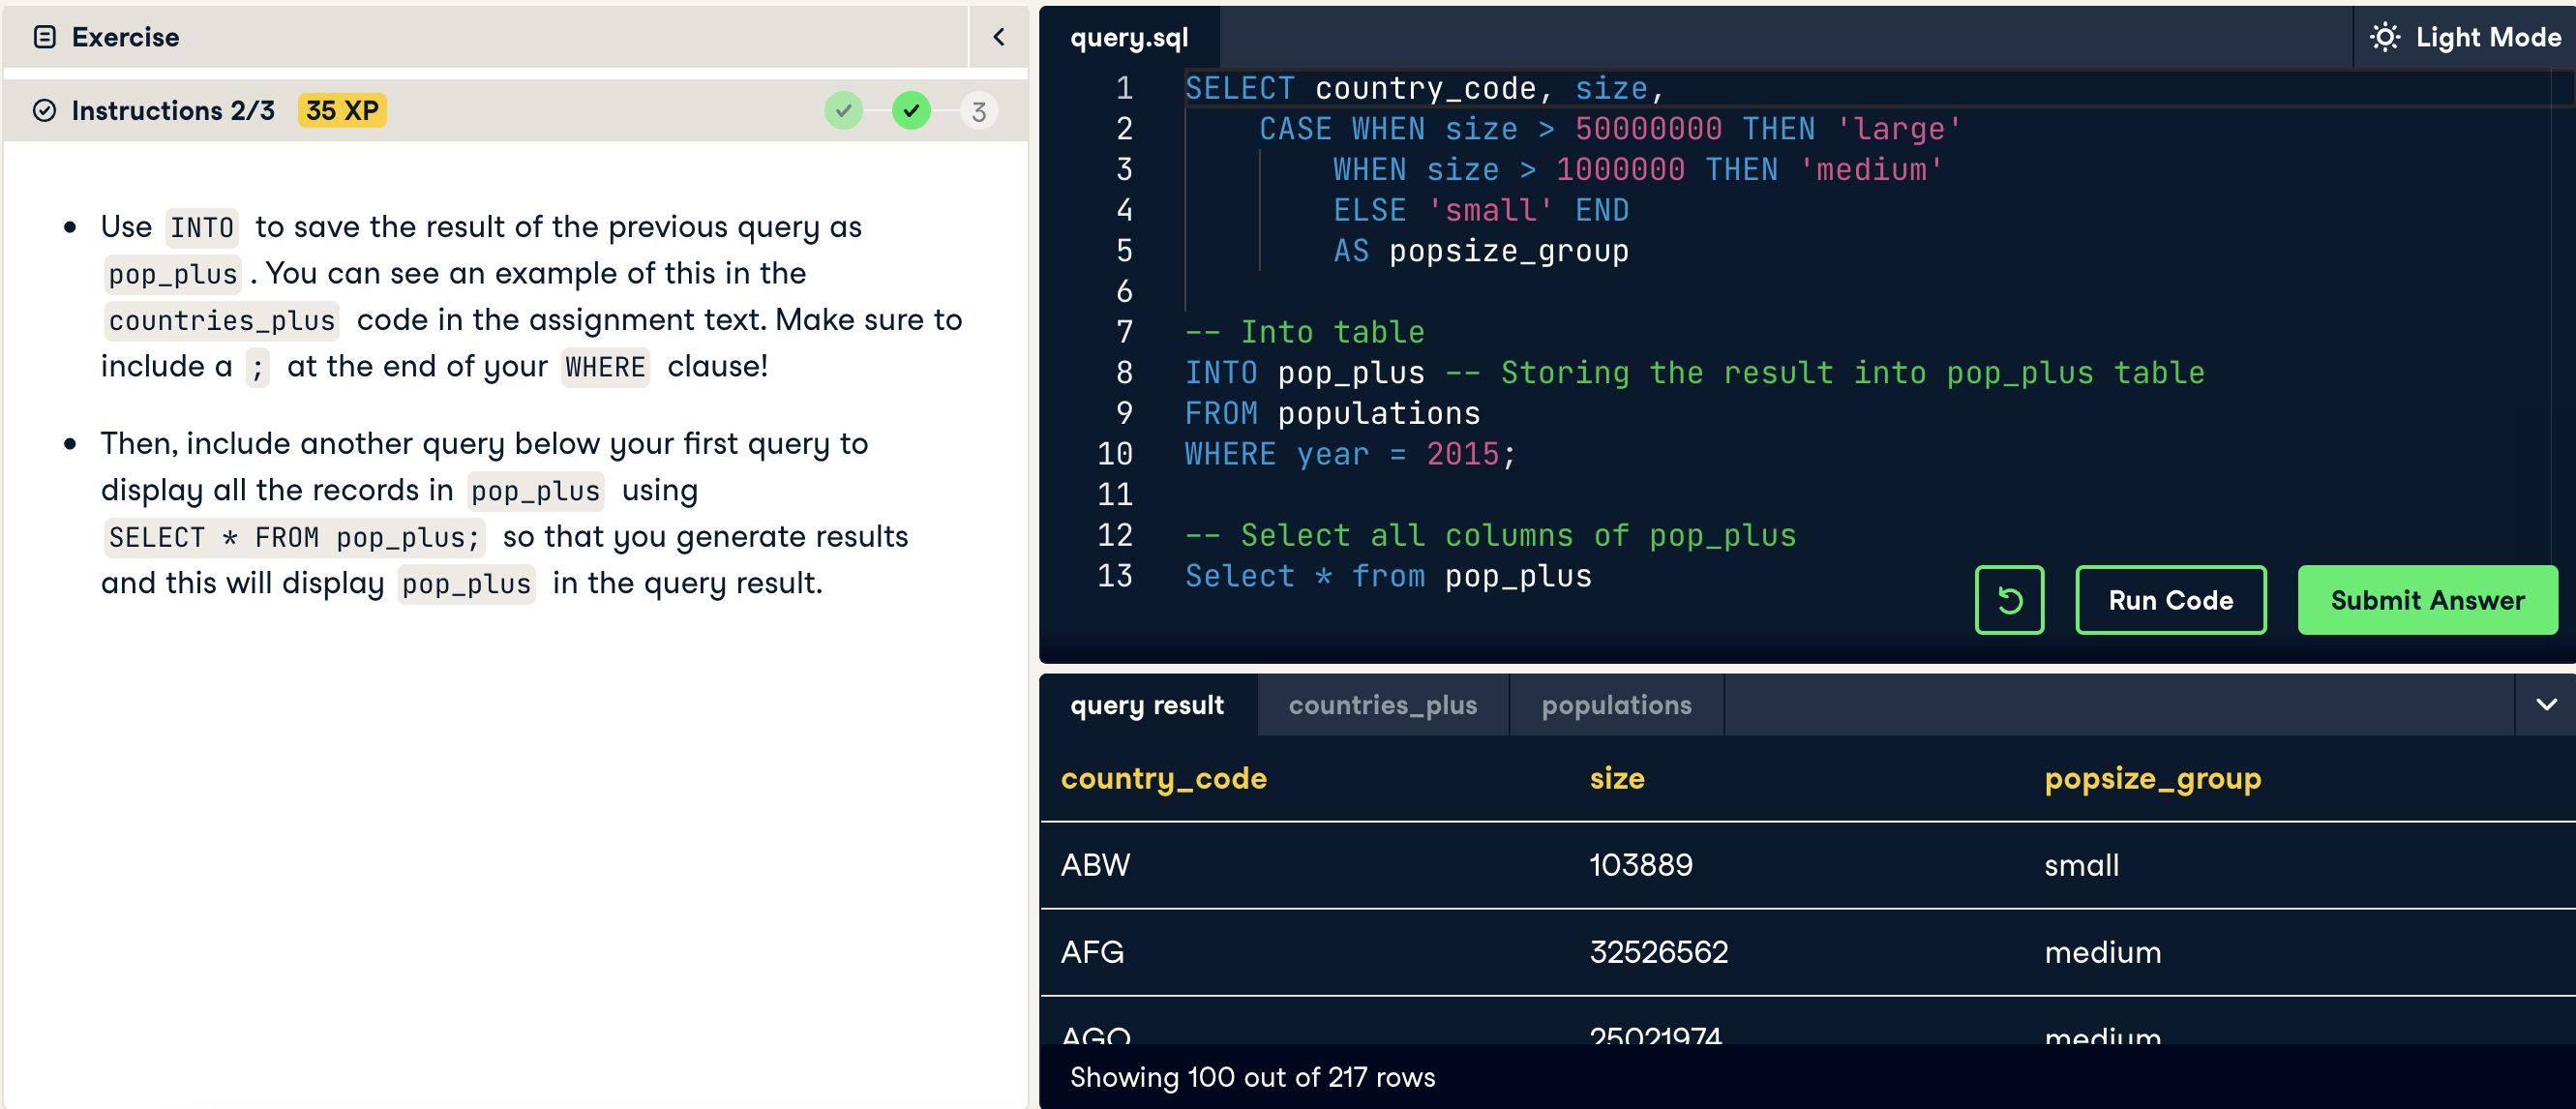 Exercise
Instructions 2/3 35 XP 3
Use INTO to save the result of the previous query as
pop_plus . You can see an example of this in the
countries_plus code in the assignment text. Make sure to
include a ; at the end of your WHERE clause!
Then, include another query below your first query to
display all the records in pop_plus using
SELECT * FROM pop_plus; so that you generate results
and this will display pop_plus in the query result.
query.sql
Light Mode
1 SELECT country_code, size,
2 CASE WHEN size > 50000000 THEN 'large'
3 WHEN size > 1000000 THEN 'medium'
4 ELSE 'small' END
5 AS popsize_group
6
7 -- Into table
8 INTO pop_plus -- Storing the result into pop_plus table
9 FROM populations
10 WHERE year = 2015;
11
12 -- Select all columns of pop_plus
13 Select * from pop_plus
Run Code Submit Answer
query result countries_plus populations
country_code size popsize_group
ABW 103889 small
AFG 32526562 medium
AGO 25021974 medium
Showing 100 out of 217 rows